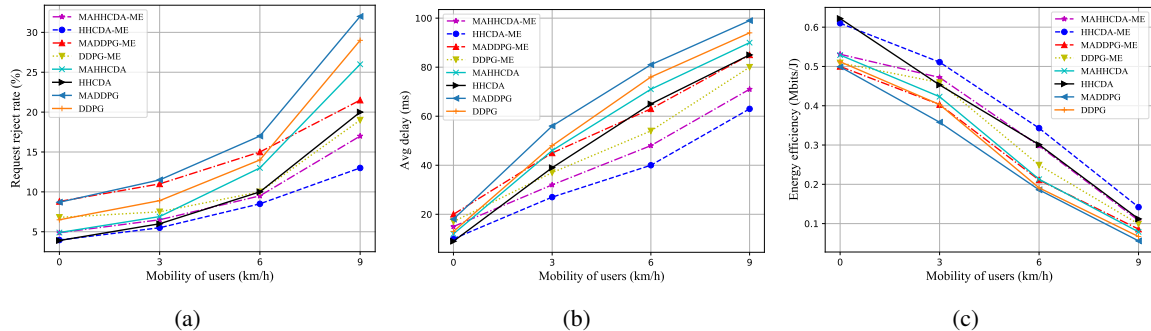 MAHHCDA-ME
HHCDA-ME
MADDPG-ME
DDPG-ME
MAHHCDA
HHCDA
MADDPG
DDPG
Request reject rate (%)
30
25
20
15
10
5
0
3
6
9
Mobility of users (km/h)
(a)
MAHHCDA-ME
HHCDA-ME
MADDPG-ME
DDPG-ME
MAHHCDA
HHCDA
MADDPG
DDPG
Avg delay (ms)
100
80
60
40
20
0
3
6
9
Mobility of users (km/h)
(b)
MAHHCDA-ME
HHCDA-ME
MADDPG-ME
DDPG-ME
MAHHCDA
HHCDA
MADDPG
DDPG
Energy efficiency (Mbits/J)
0.6
0.5
0.4
0.3
0.2
0.1
0
3
6
9
Mobility of users (km/h)
(c)